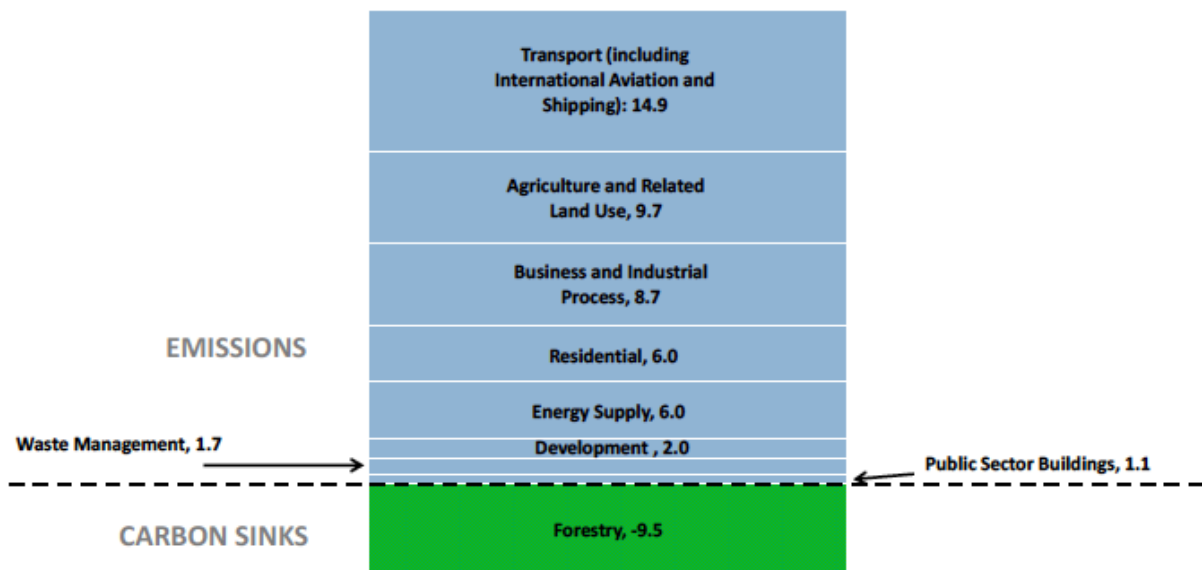 Transport (including
International Aviation and
Shipping): 14.9
Agriculture and Related
Land Use, 9.7
Business and Industrial
Process, 8.7
EMISSIONS
Residential, 6.0
Energy Supply, 6.0
Waste Management, 1.7
Development , 2.0
Public Sector Buildings, 1.1
CARBON SINKS
Forestry, -9.5